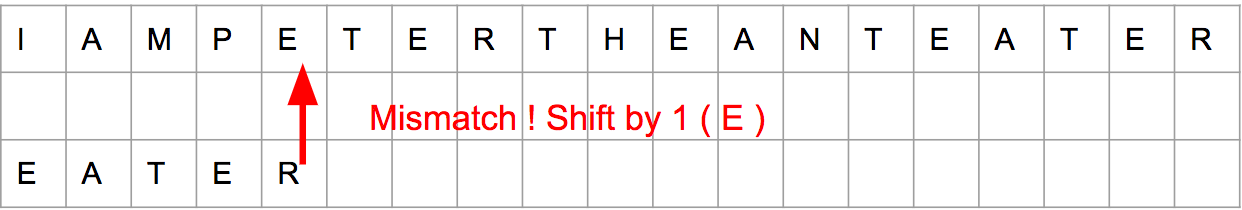 I A M P E T E R T H E A N T E A T E R
Mismatch ! Shift by 1 ( E )
E A T E R